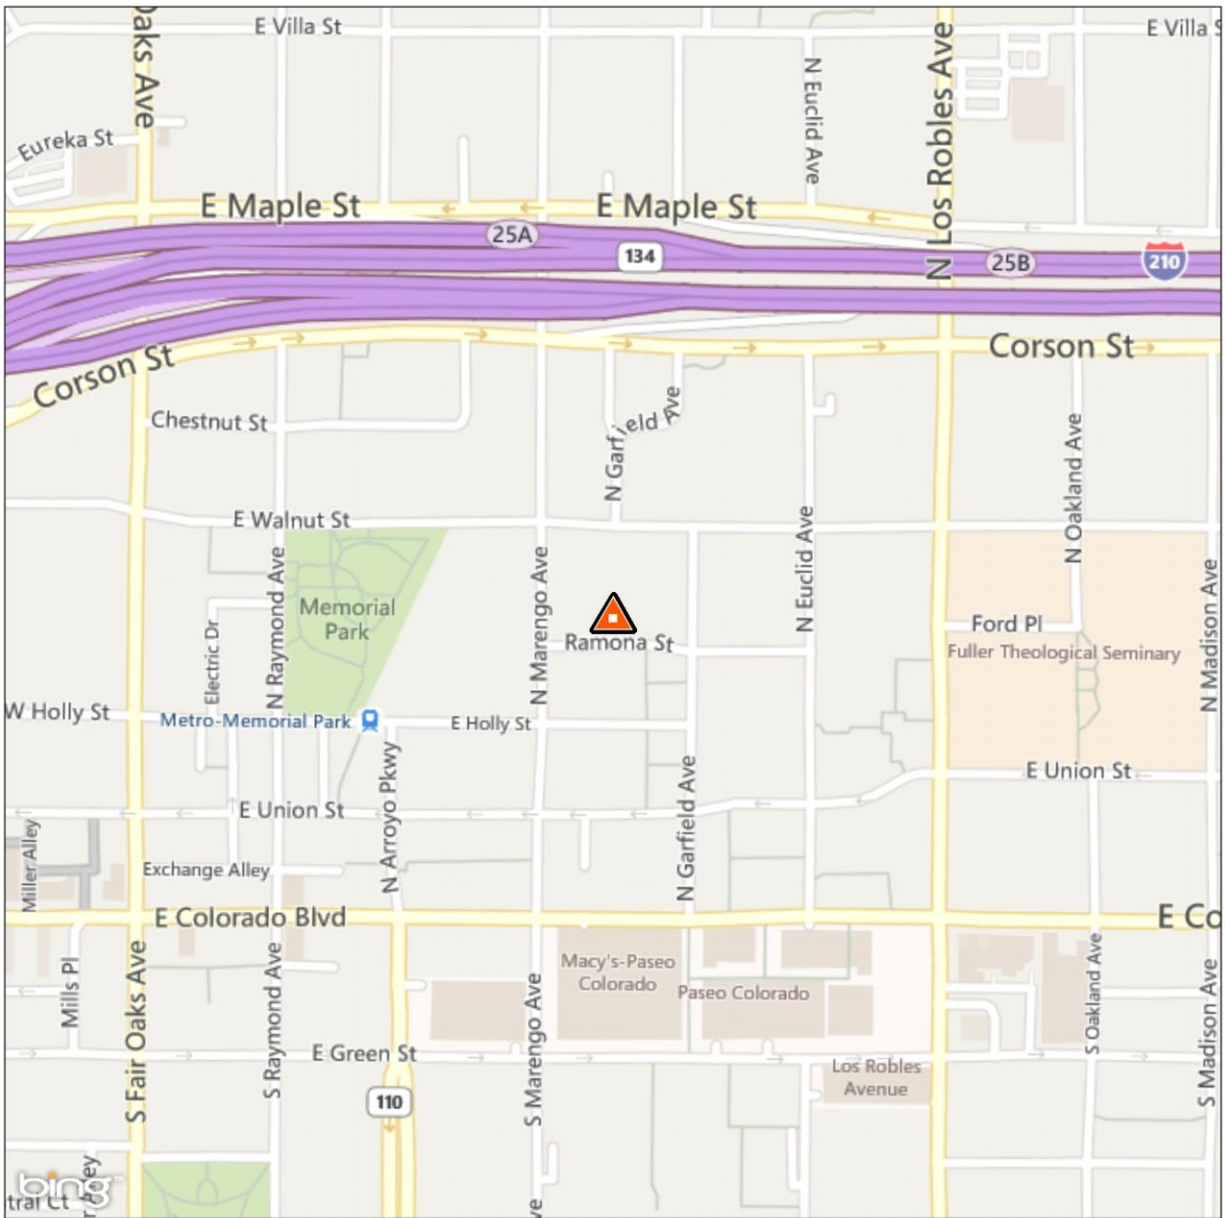 Oaks Ave
E Villa St
E Villa S
N Euclid Ave
N Los Robles Ave
Eureka St
E Maple St
E Maple St
25A
134
25B
210
Corson St
Corson St
Chestnut St
N Garfield Ave
N Oakland Ave
E Walnut St
N Raymond Ave
Memorial
Park
N Marengo Ave
N Euclid Ave
N Madison Ave
Electric Dr
Ramona St
Ford Pl
Fuller Theological Seminary
W Holly St
Metro-Memorial Park
E Holly St
N Arroyo Pkwy
N Garfield Ave
E Union St
E Union St
Miller Alley
Exchange Alley
E Colorado Blvd
E Co
Mills Pl
S Fair Oaks Ave
S Raymond Ave
S Marengo Ave
Macy's-Paseo
Colorado
Paseo Colorado
S Oakland Ave
S Madison Ave
E Green St
Los Robles
Avenue
110
bing
tral Ct
r Alley
ve